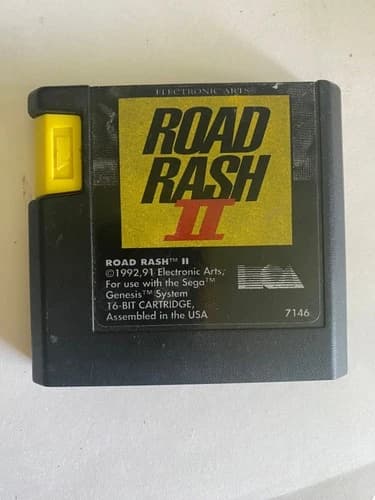 ELECTRONIC ARTS
ROAD
RASH
II
ROAD RASH™ II
©1992,91 Electronic Arts,
For use with the Sega™
Genesis™ System
16-BIT CARTRIDGE,
Assembled in the USA
EA
7146